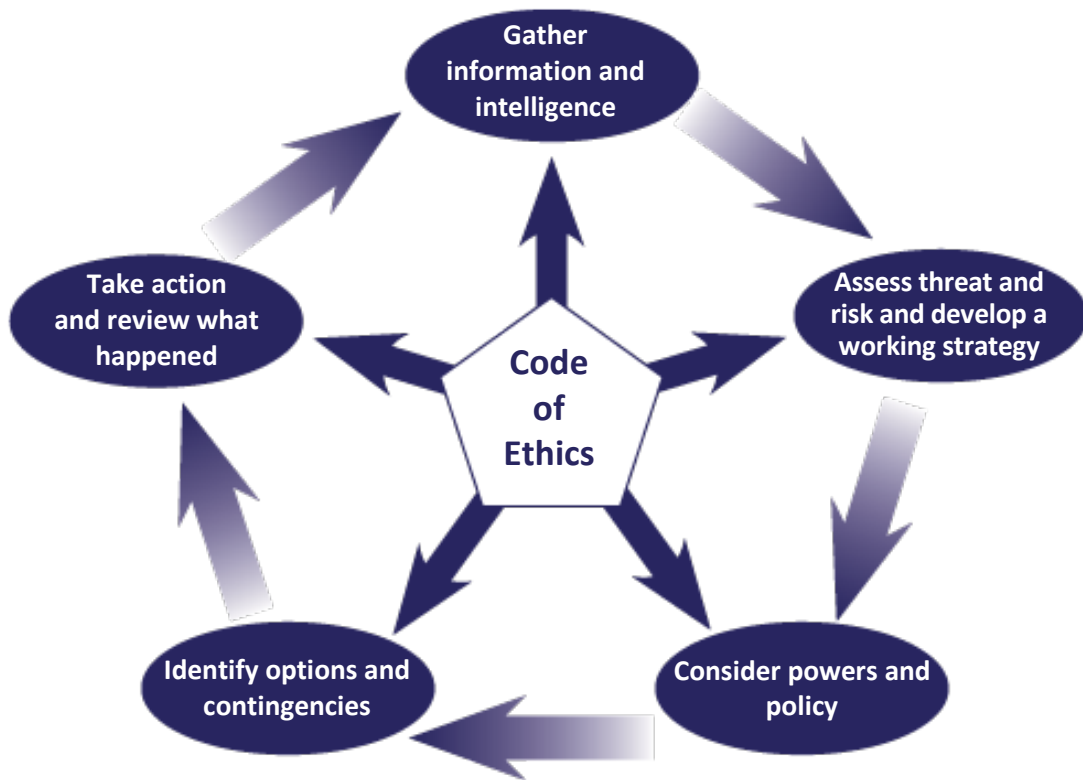 Gather
information and
intelligence
Assess threat and
risk and develop a
working strategy
Consider powers and
policy
Identify options and
contingencies
Take action
and review what
happened
Code
of
Ethics